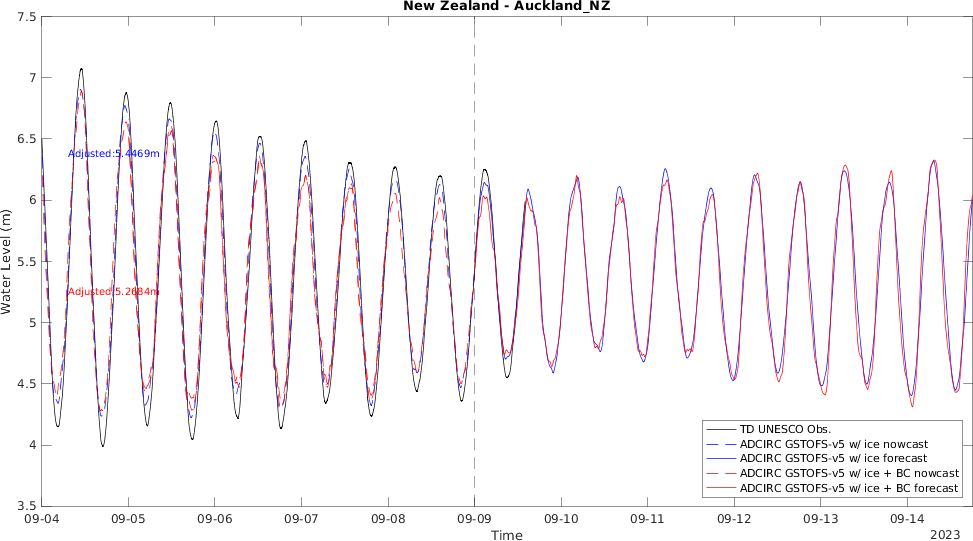 New Zealand - Auckland_NZ
7.5
7
6.5
6
5.5
5
4.5
4
3.5
Water Level (m)
Adjusted:5.4469m
Adjusted:5.2684m
TD UNESCO Obs.
ADCIRC GSTOFS-v5 w/ ice nowcast
ADCIRC GSTOFS-v5 w/ ice forecast
ADCIRC GSTOFS-v5 w/ ice + BC nowcast
ADCIRC GSTOFS-v5 w/ ice + BC forecast
09-04 09-05 09-06 09-07 09-08 09-09 09-10 09-11 09-12 09-13 09-14
Time
2023